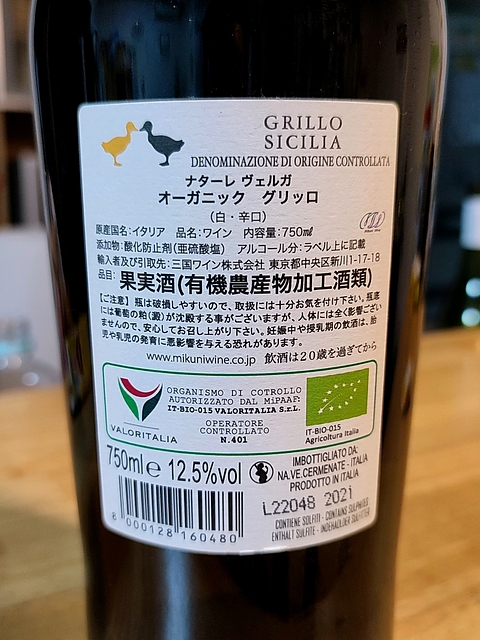 GRILLO
SICILIA
DENOMINAZIONE DI ORIGINE CONTROLLATA
ナターレ ヴェルガ
オーガニック グリッロ
(白・辛口)
原産国名:イタリア 品名:ワイン 内容量:750㎖
添加物:酸化防止剤(亜硫酸塩) アルコール分:ラベル上に記載
輸入者及び引取先:三国ワイン株式会社 東京都中央区新川1-17-18
品目:果実酒(有機農産物加工酒類)
【ご注意】瓶は破損しやすいので、取扱には十分お気を付け下さい。瓶底
には葡萄の粕(澱)が沈殿する事がございますが、人体には全く影響ござい
ませんので、安心してお召し上がり下さい。妊娠中や授乳期の飲酒は、胎
児や乳児の発育に悪影響を与える恐れがあります。
www.mikuniwine.co.jp 飲酒は20歳を過ぎてから
VALORITALIA
ORGANISMO DI COTROLLO
AUTORIZZATO DAL MiPAAF:
IT-BIO-015 VALORITALIA S.r.L.
OPERATORE
CONTROLLATO
N.401
IT-BIO-015
Agricoltura Italia
750ml e 12.5%vol
IMBOTTIGLIATO DA:
NA.VE.CERMENATE - ITALIA
PRODOTTO IN ITALIA
L22048 2021
CONTIENE SOLFITI - CONTAINS SULPHITES
ENTHALT SULFITE - INDEHOLDER SULFITTER
8 000128 160480